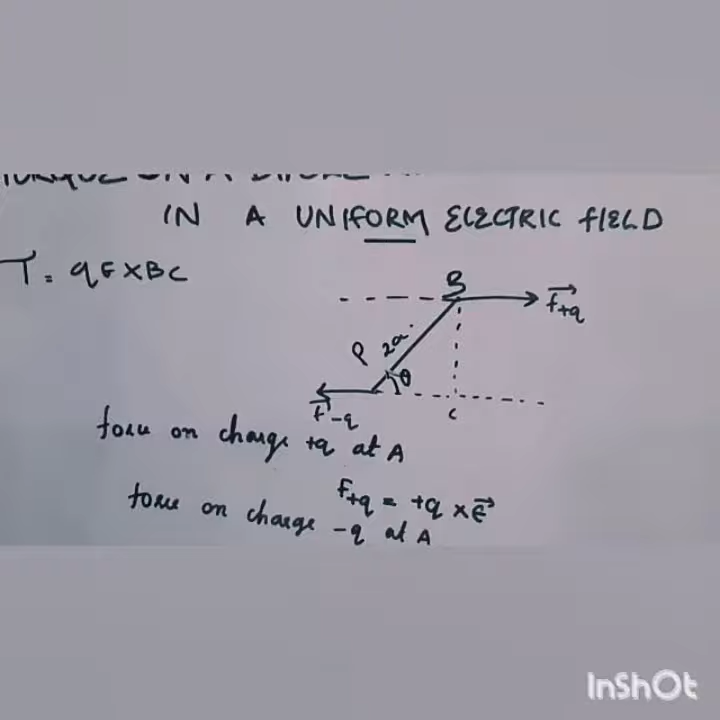 IN A UNIFORM ELECTRIC FIELD
T = qE X BC
B
F+q
P 2a
θ
F-q
C
force on charge +q at A
F+q = +q x E
force on charge -q at A
InShOt